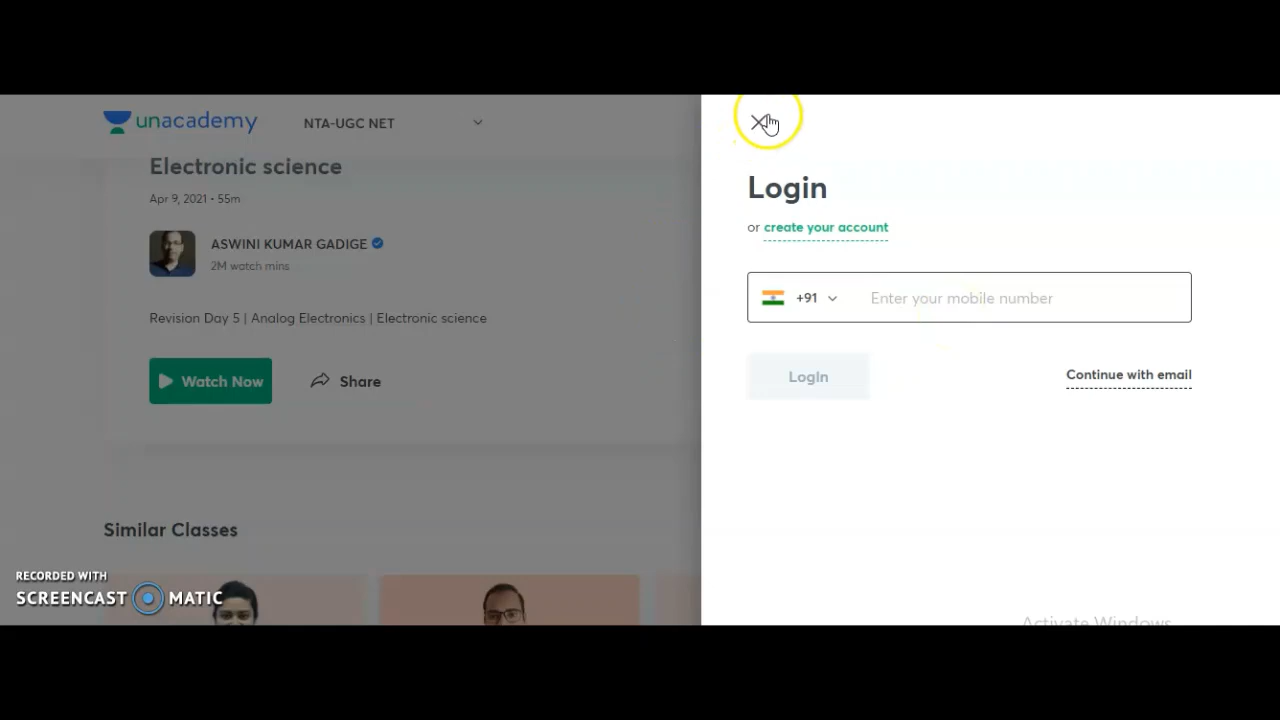 unacademy
NTA-UGC NET
Electronic science
Apr 9, 2021 • 55m
ASWINI KUMAR GADIGE
2M watch mins
Revision Day 5 | Analog Electronics | Electronic science
Watch Now
Share
Similar Classes
RECORDED WITH
SCREENCAST MATIC
Login
or create your account
+91 Enter your mobile number
LogIn
Continue with email
Activate Windows